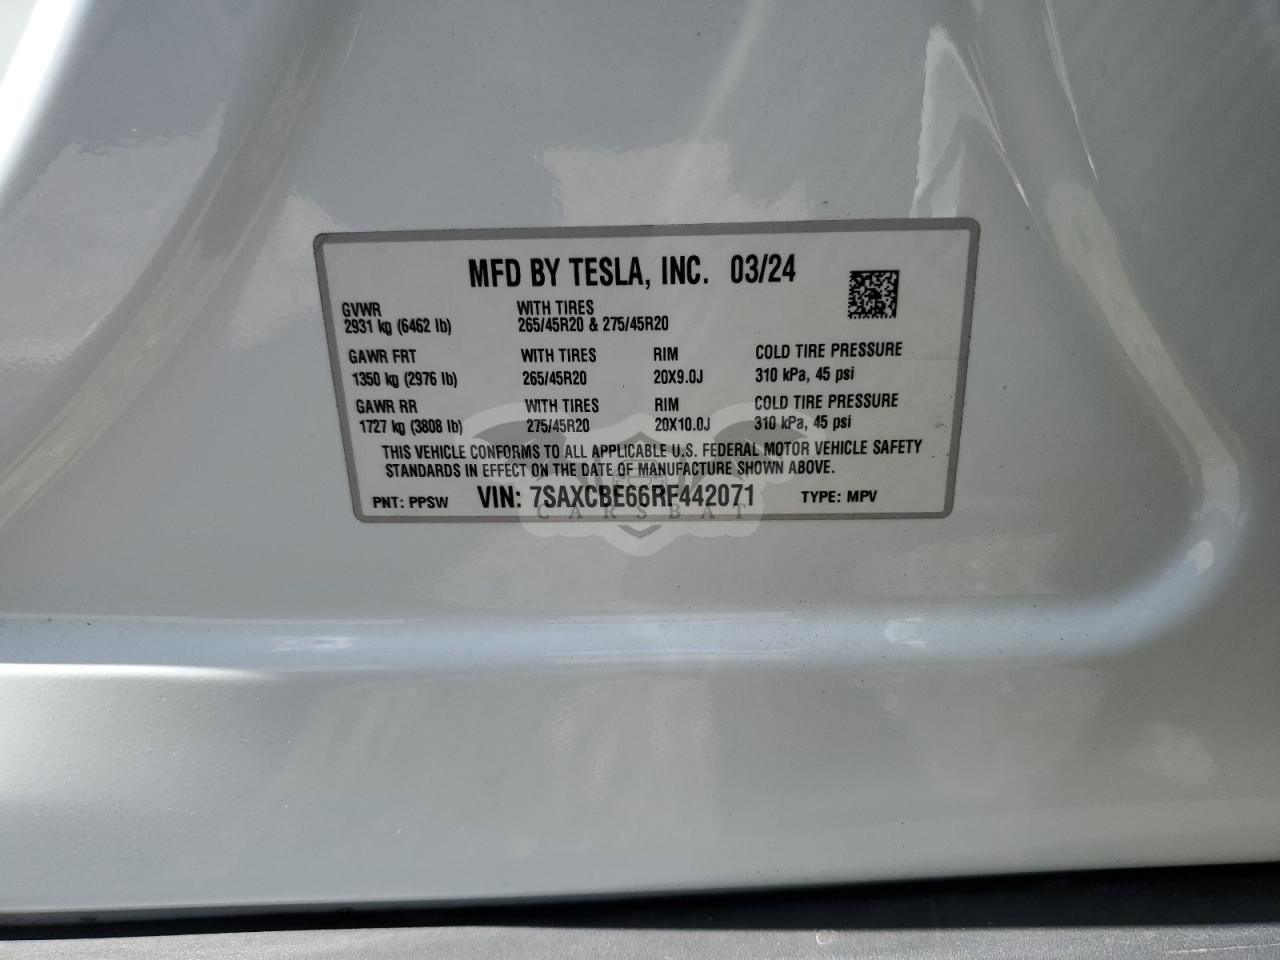 MFD BY TESLA, INC. 03/24
GVWR WITH TIRES
2931 kg (6462 lb) 265/45R20 & 275/45R20
GAWR FRT WITH TIRES RIM COLD TIRE PRESSURE
1350 kg (2976 lb) 265/45R20 20X9.0J 310 kPa, 45 psi
GAWR RR WITH TIRES RIM COLD TIRE PRESSURE
1727 kg (3808 lb) 275/45R20 20X10.0J 310 kPa, 45 psi
THIS VEHICLE CONFORMS TO ALL APPLICABLE U.S. FEDERAL MOTOR VEHICLE SAFETY
STANDARDS IN EFFECT ON THE DATE OF MANUFACTURE SHOWN ABOVE.
PNT: PPSW VIN: 7SAXCBE66RF442071 TYPE: MPV
CARSBAT